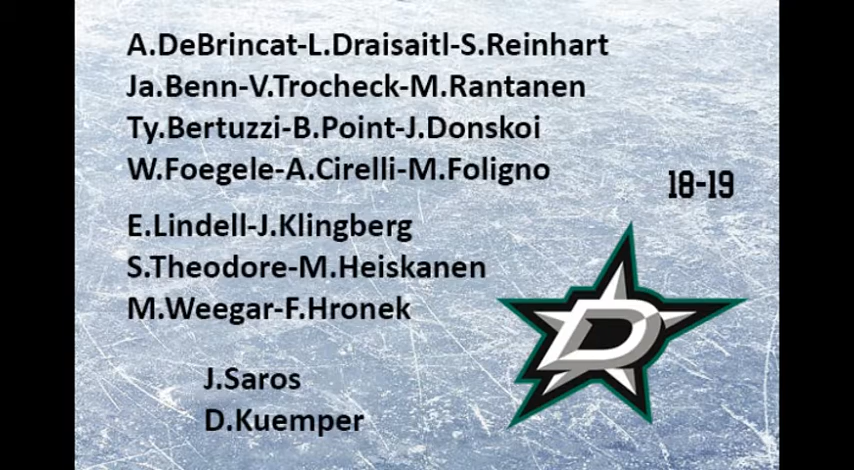 A.DeBrincat-L.Draisaitl-S.Reinhart
Ja.Benn-V.Trocheck-M.Rantanen
Ty.Bertuzzi-B.Point-J.Donskoi
W.Foegele-A.Cirelli-M.Foligno
18-19
E.Lindell-J.Klingberg
S.Theodore-M.Heiskanen
M.Weegar-F.Hronek
D
J.Saros
D.Kuemper